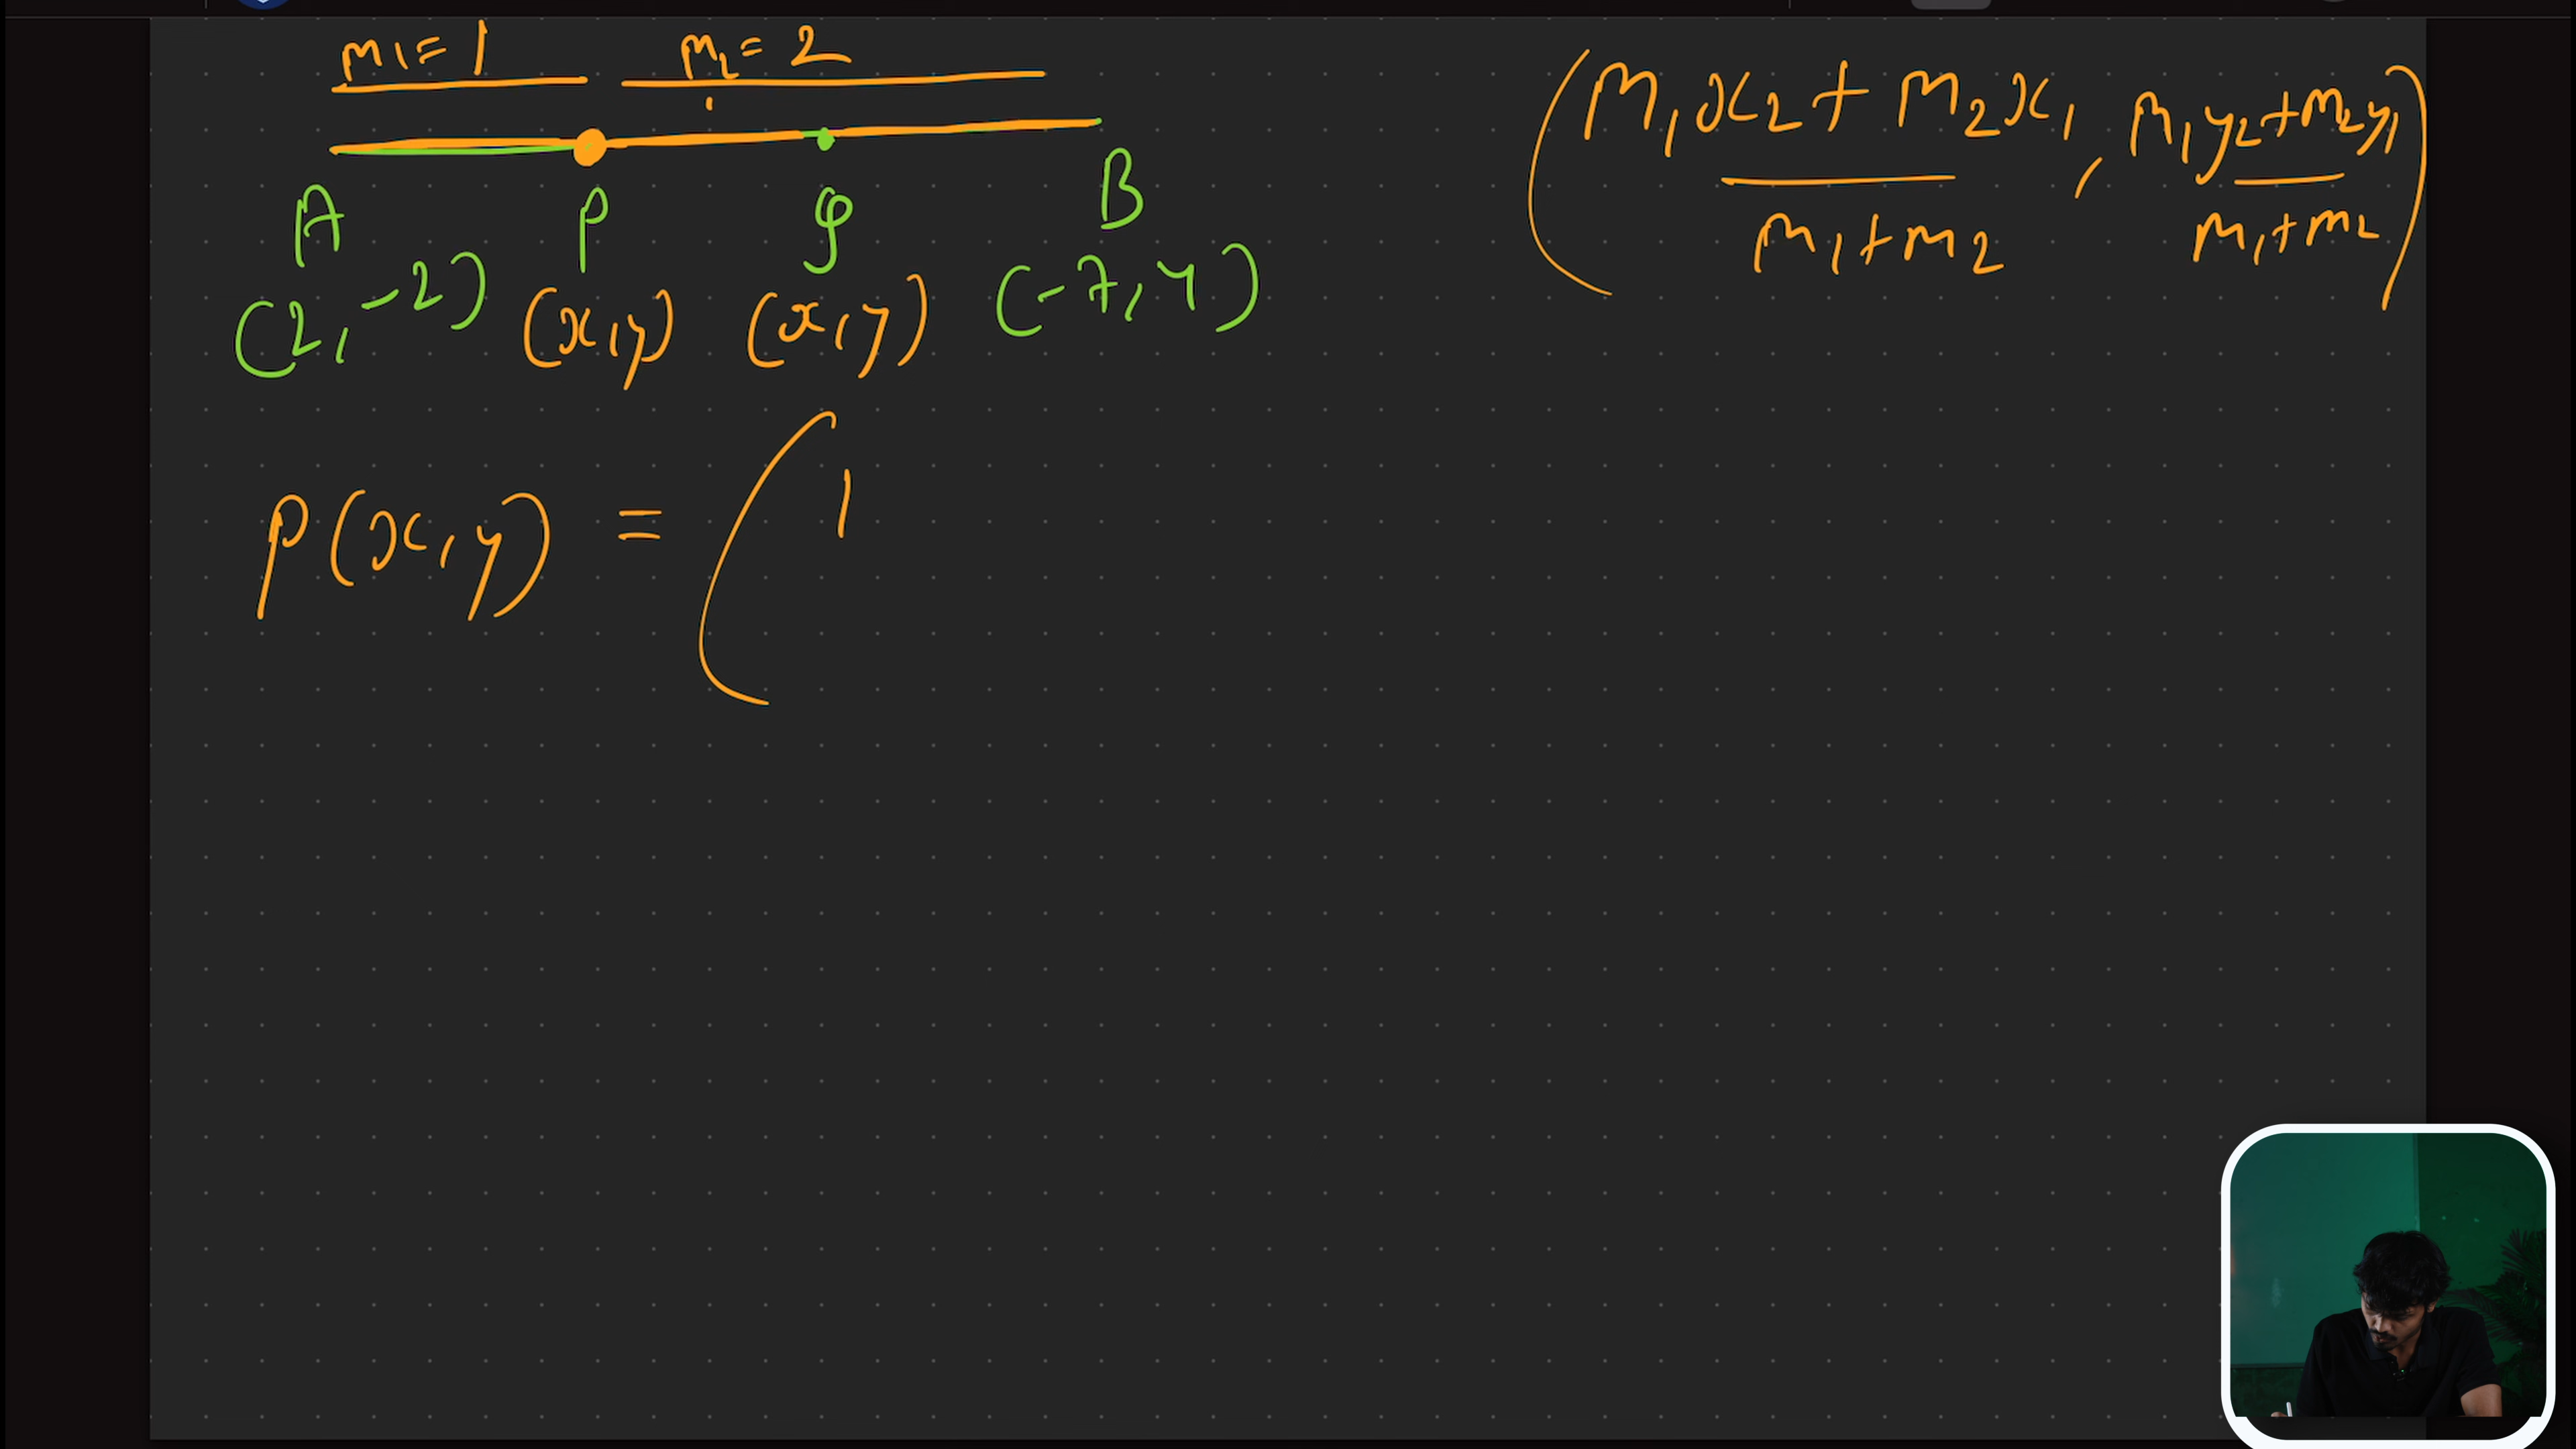 m₁ = 1 m₂ = 2
A P Q B
(2, -2) (x, y) (x, y) (-7, 4)
(m₁x₂ + m₂x₁ / m₁ + m₂ , m₁y₂ + m₂y₁ / m₁ + m₂)
P(x, y) = ( 1